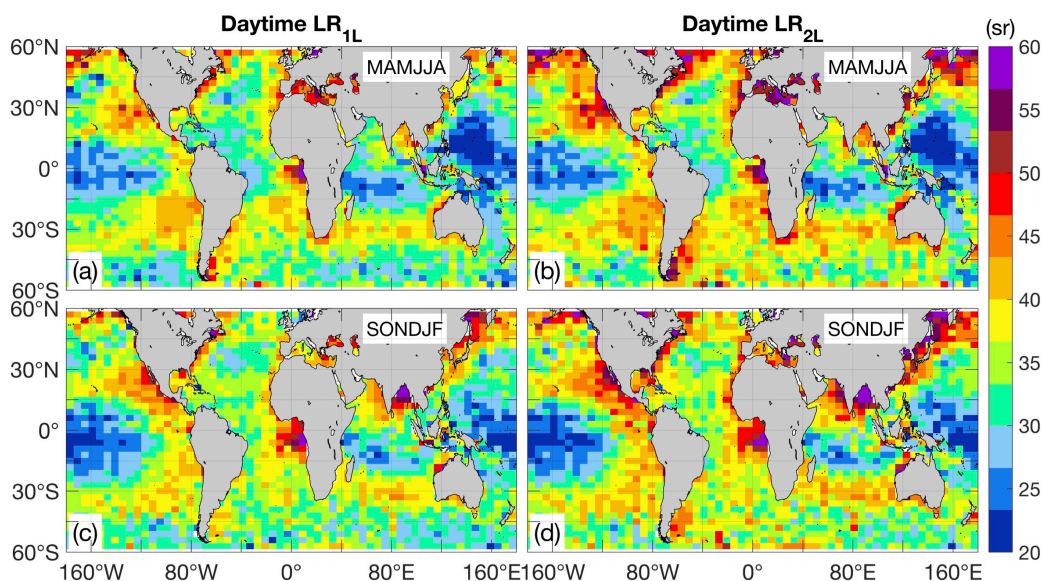 Daytime LR1L Daytime LR2L (sr)
60°N 60
MAMJJA MAMJJA
55
30°N
50
0° 45
30°S
(a) (b)
60°S 40
60°N
SONDJF SONDJF
35
30°N
30
0°
25
30°S
(c) (d)
60°S 20
160°W 80°W 0° 80°E 160°E 160°W 80°W 0° 80°E 160°E